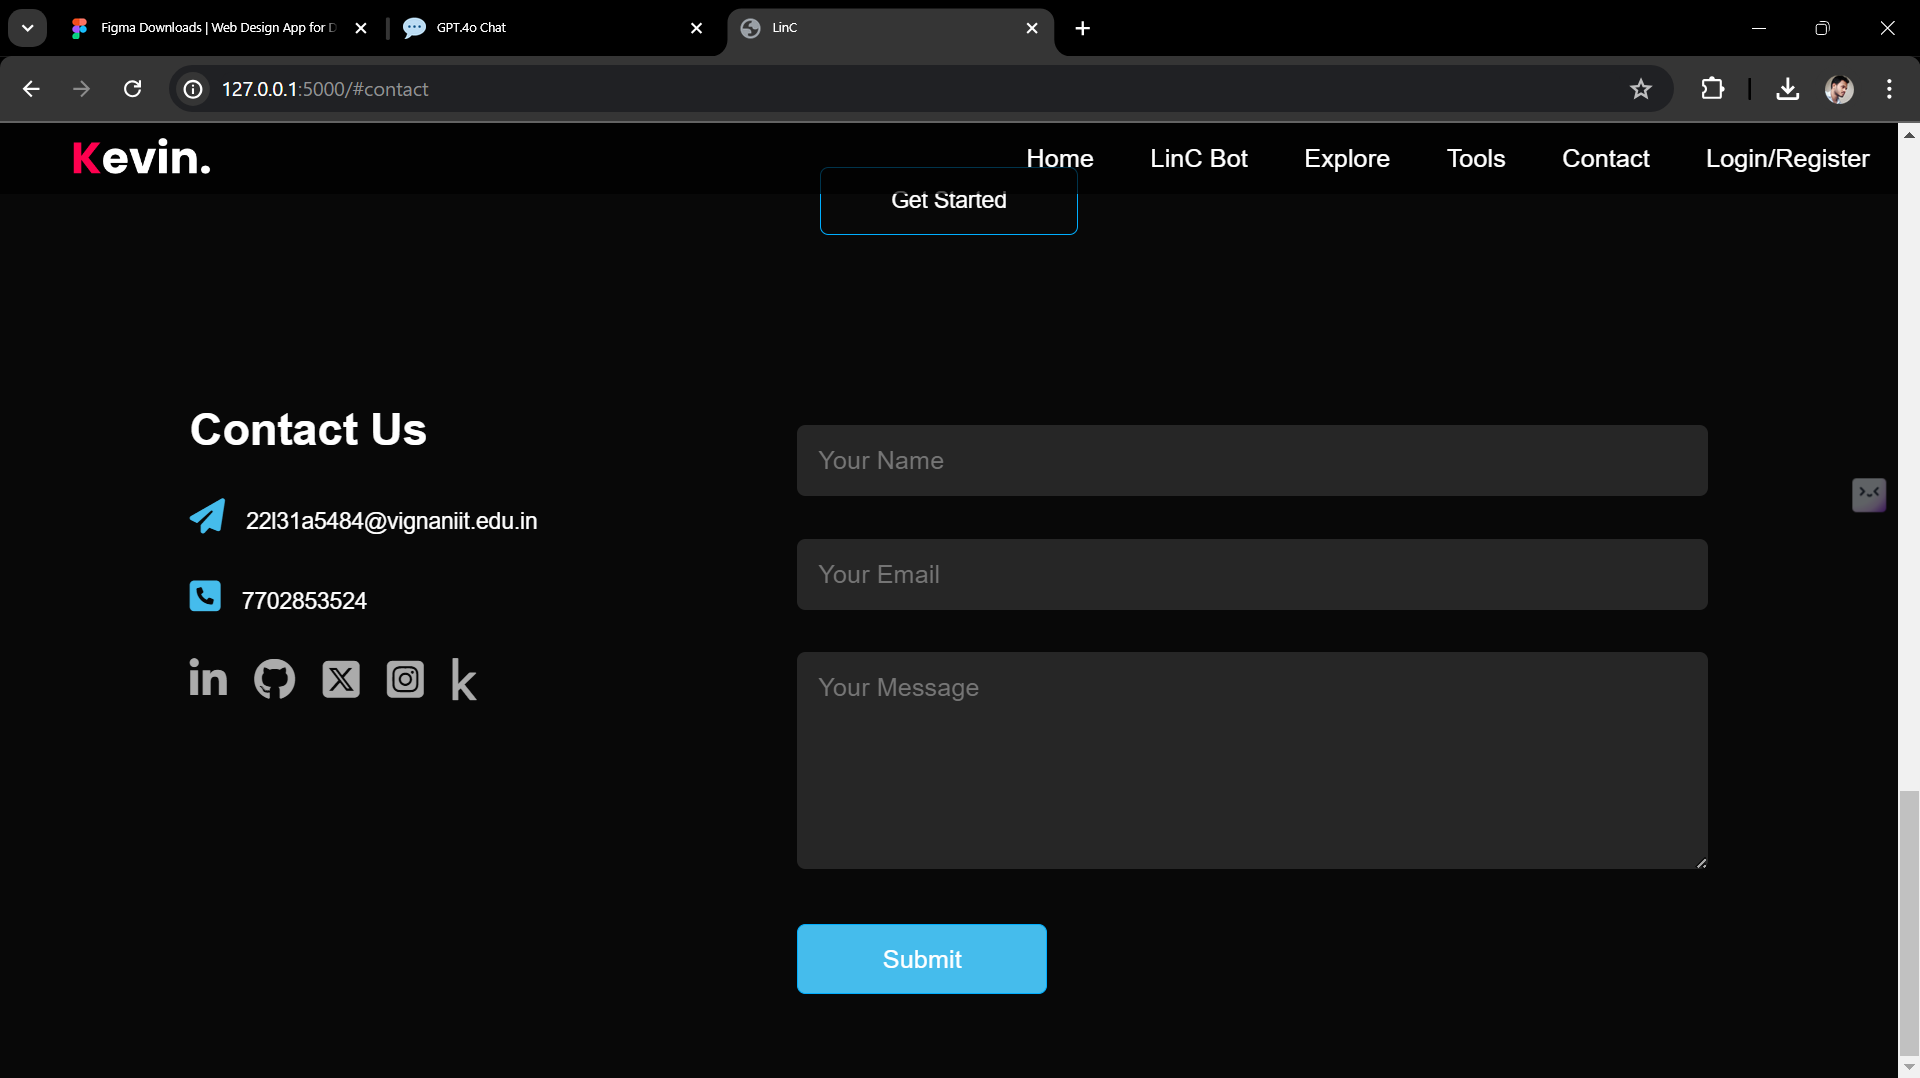 Figma Downloads | Web Design App for D
GPT.4o Chat
LinC
127.0.0.1:5000/#contact
Kevin.
Home
LinC Bot
Explore
Tools
Contact
Login/Register
Get Started
Contact Us
22l31a5484@vignaniit.edu.in
7702853524
Your Name
Your Email
Your Message
Submit